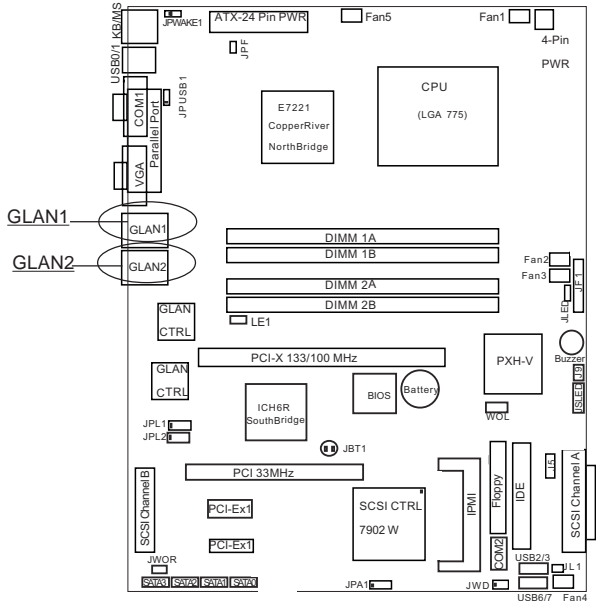 KB/MS
JPWAKE1
ATX-24 Pin PWR
Fan5
Fan1
4-Pin
PWR
USB0/1
JPF
JPUSB1
COM1
Parallel Port
E7221
CopperRiver
NorthBridge
CPU
(LGA 775)
VGA
GLAN1
GLAN1
GLAN2
GLAN2
DIMM 1A
DIMM 1B
DIMM 2A
DIMM 2B
Fan2
Fan3
JF1
JLED
GLAN
CTRL
LE1
Buzzer
PCI-X 133/100 MHz
PXH-V
GLAN
CTRL
BIOS
Battery
J9
JSLED
ICH6R
SouthBridge
WOL
JPL1
JPL2
JBT1
PCI 33MHz
SCSI Channel B
PCI-Ex1
PCI-Ex1
SCSI CTRL
7902 W
IPMI
Floppy
IDE
J5
SCSI Channel A
COM2
JWOR
USB2/3
JL1
SATA3
SATA2
SATA1
SATA0
JPA1
JWD
USB6/7
Fan4